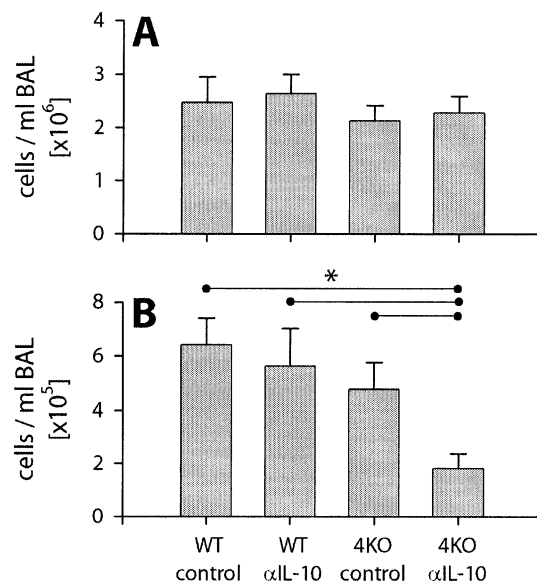 A
cells / ml BAL
[x10⁶]
4
3
2
1
0
*
B
cells / ml BAL
[x10⁵]
8
6
4
2
0
WT control
WT αIL-10
4KO control
4KO αIL-10